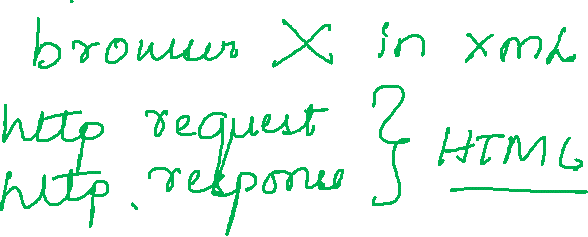 browser X in xml
http request } HTML
http. response